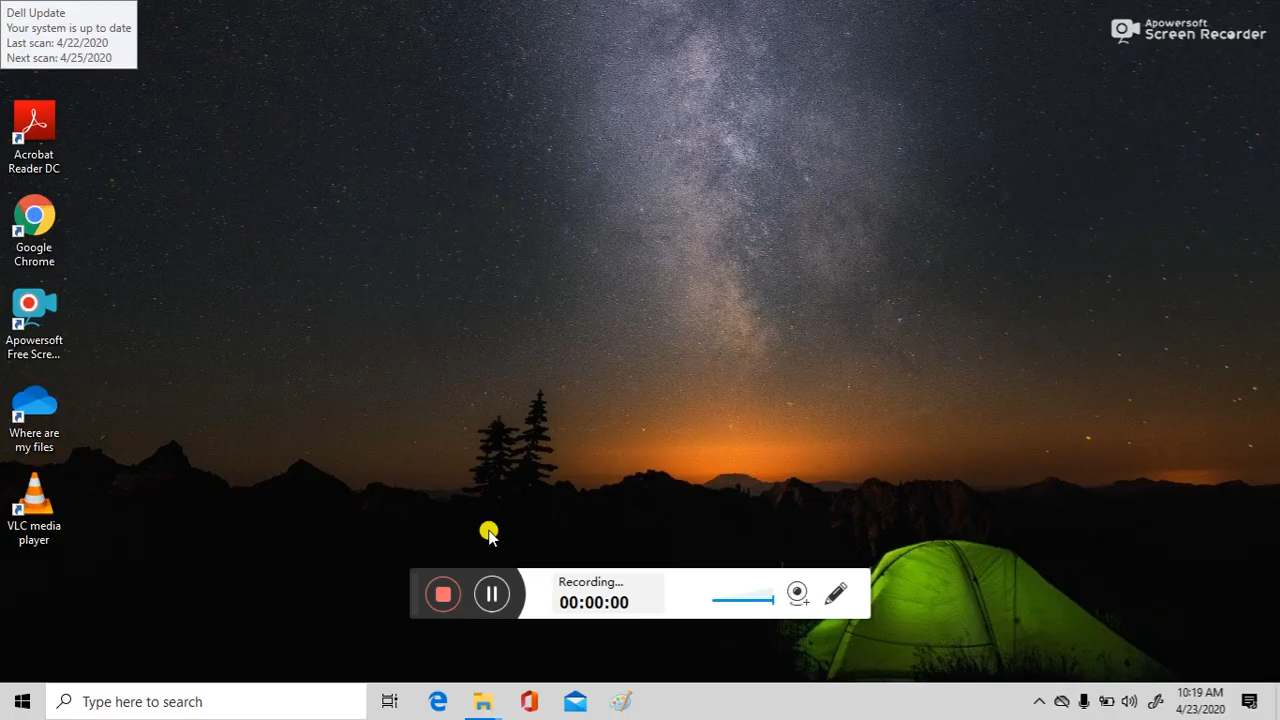 Dell Update
Your system is up to date
Last scan: 4/22/2020
Next scan: 4/25/2020
Apowersoft
Screen Recorder
Acrobat
Reader DC
Google
Chrome
Apowersoft
Free Scre...
Where are
my files
VLC media
player
Recording...
00:00:00
Type here to search
10:19 AM
4/23/2020